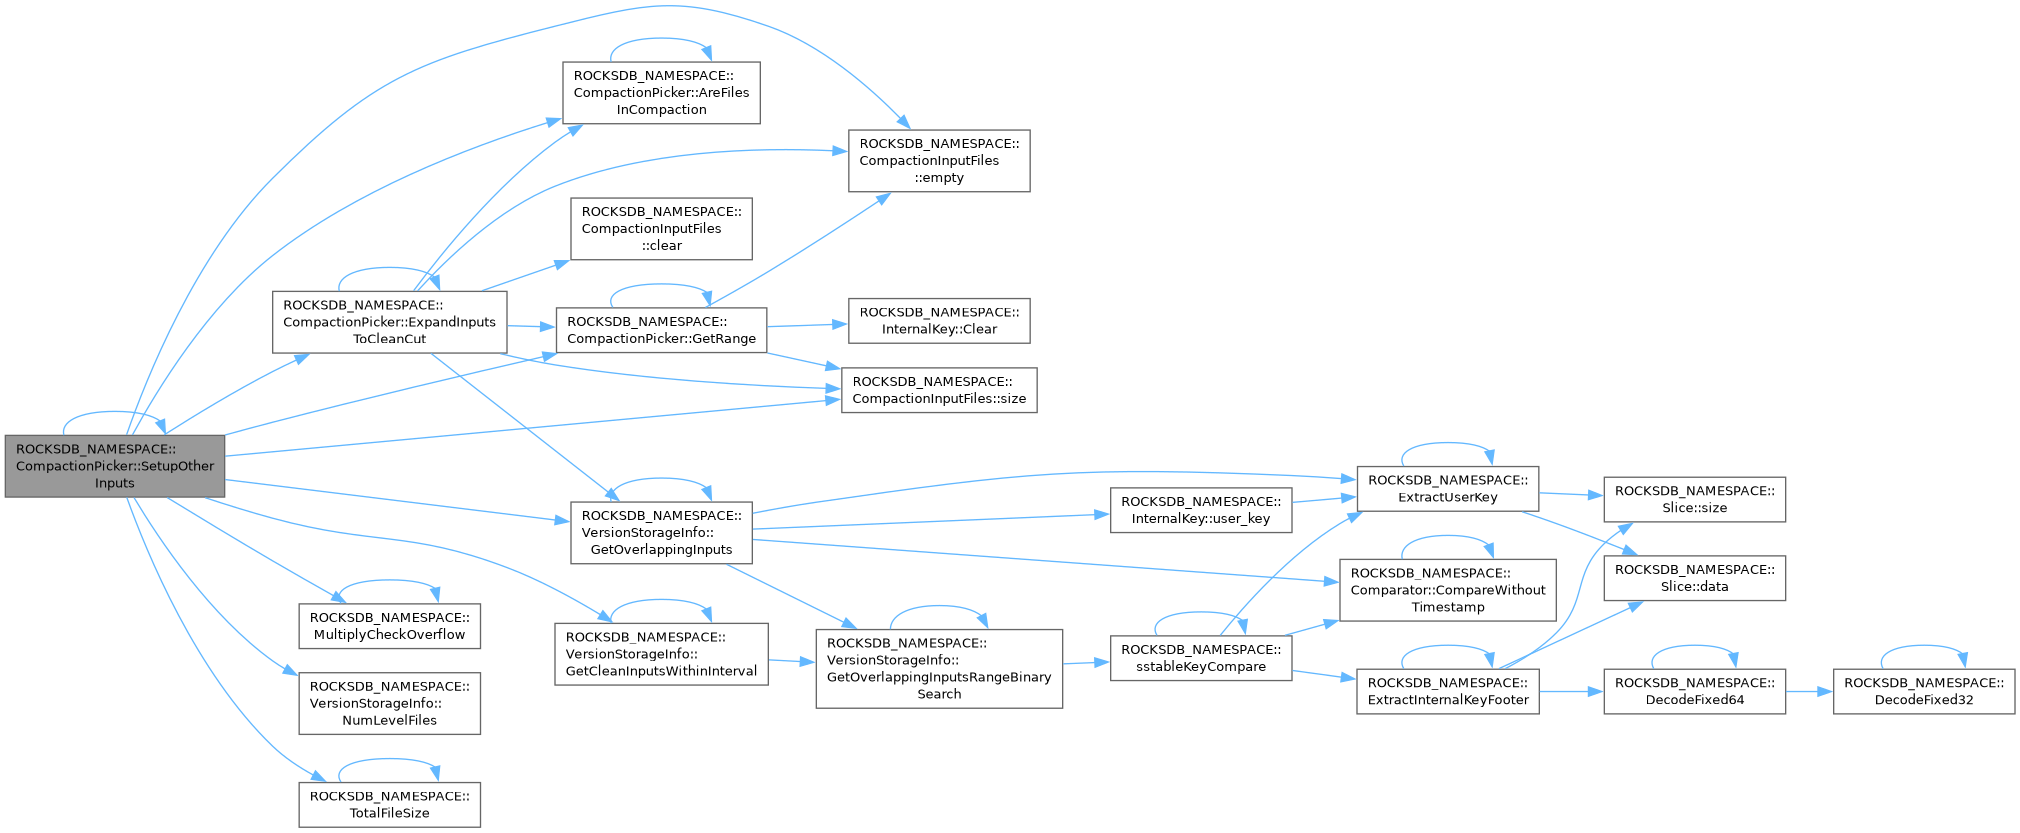 ROCKSDB_NAMESPACE::
CompactionPicker::SetupOther
Inputs
ROCKSDB_NAMESPACE::
CompactionPicker::AreFiles
InCompaction
ROCKSDB_NAMESPACE::
CompactionInputFiles
::empty
ROCKSDB_NAMESPACE::
CompactionInputFiles
::clear
ROCKSDB_NAMESPACE::
CompactionPicker::ExpandInputs
ToCleanCut
ROCKSDB_NAMESPACE::
CompactionPicker::GetRange
ROCKSDB_NAMESPACE::
InternalKey::Clear
ROCKSDB_NAMESPACE::
CompactionInputFiles::size
ROCKSDB_NAMESPACE::
VersionStorageInfo::
GetOverlappingInputs
ROCKSDB_NAMESPACE::
InternalKey::user_key
ROCKSDB_NAMESPACE::
ExtractUserKey
ROCKSDB_NAMESPACE::
Slice::size
ROCKSDB_NAMESPACE::
Slice::data
ROCKSDB_NAMESPACE::
Comparator::CompareWithout
Timestamp
ROCKSDB_NAMESPACE::
MultiplyCheckOverflow
ROCKSDB_NAMESPACE::
VersionStorageInfo::
GetCleanInputsWithinInterval
ROCKSDB_NAMESPACE::
VersionStorageInfo::
GetOverlappingInputsRangeBinary
Search
ROCKSDB_NAMESPACE::
sstableKeyCompare
ROCKSDB_NAMESPACE::
ExtractInternalKeyFooter
ROCKSDB_NAMESPACE::
DecodeFixed64
ROCKSDB_NAMESPACE::
DecodeFixed32
ROCKSDB_NAMESPACE::
VersionStorageInfo::
NumLevelFiles
ROCKSDB_NAMESPACE::
TotalFileSize